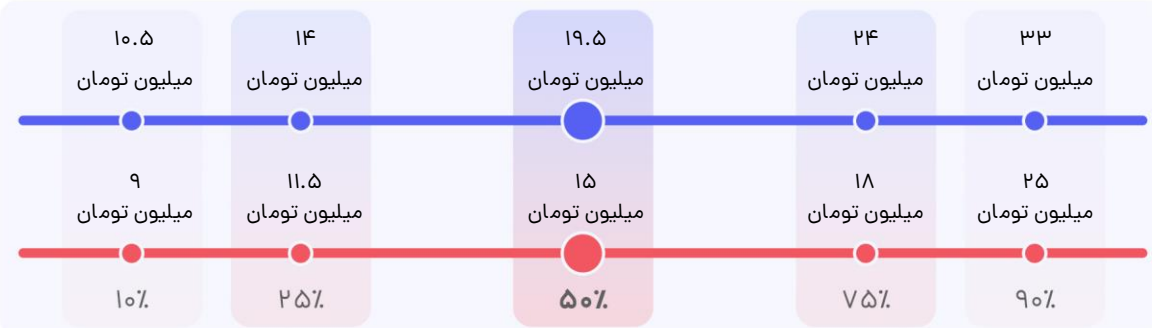 ۱۰.۵ ۱۴ ۱۹.۵ ۲۴ ۳۳
میلیون تومان میلیون تومان میلیون تومان میلیون تومان میلیون تومان
۹ ۱۱.۵ ۱۵ ۱۸ ۲۵
میلیون تومان میلیون تومان میلیون تومان میلیون تومان میلیون تومان
۱۰٪ ۲۵٪ ۵۰٪ ۷۵٪ ۹۰٪